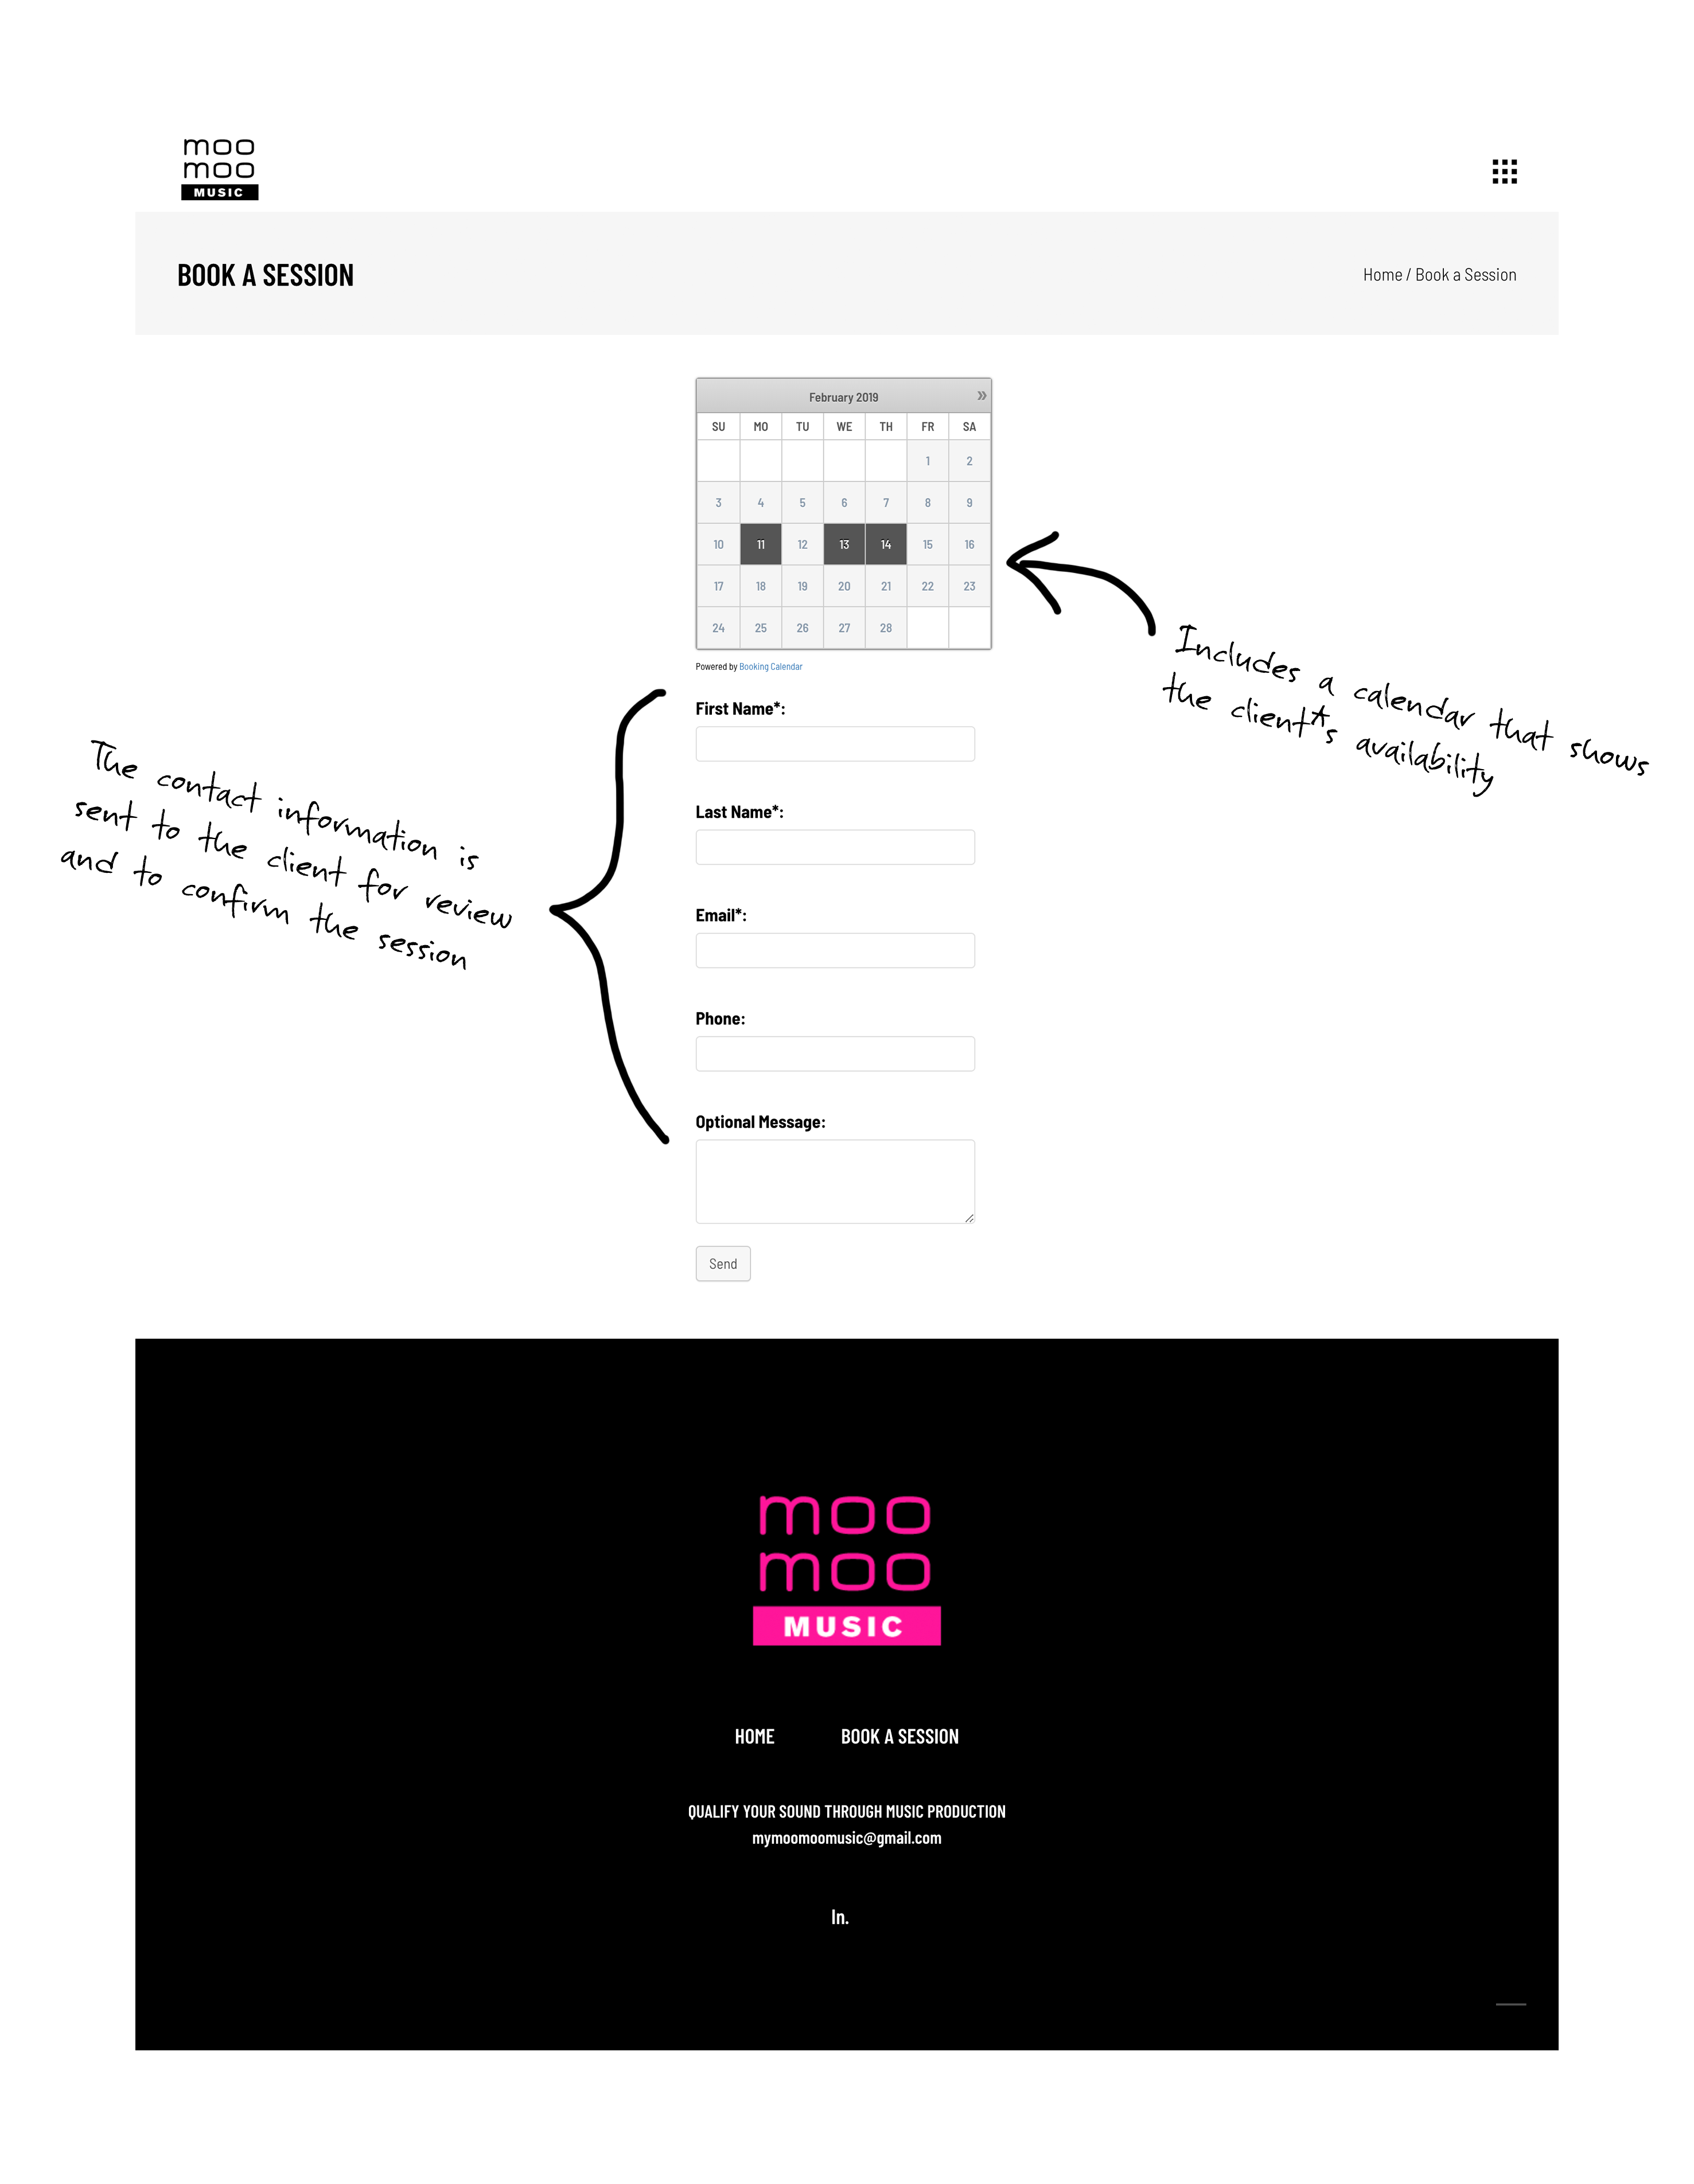 moo
moo
MUSIC
BOOK A SESSION
Home / Book a Session
February 2019 »
SU MO TU WE TH FR SA
1 2
3 4 5 6 7 8 9
10 11 12 13 14 15 16
17 18 19 20 21 22 23
24 25 26 27 28
Powered by Booking Calendar
Includes a calendar that shows
the client's availability
First Name*:
Last Name*:
The contact information is
sent to the client for review
and to confirm the session
Email*:
Phone:
Optional Message:
Send
moo
moo
MUSIC
HOME BOOK A SESSION
QUALIFY YOUR SOUND THROUGH MUSIC PRODUCTION
mymoomoomusic@gmail.com
In.